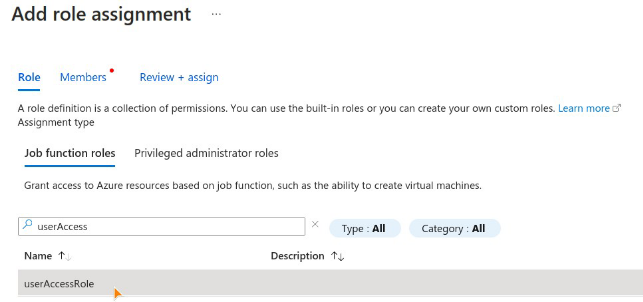 Add role assignment ...
Role Members Review + assign
A role definition is a collection of permissions. You can use the built-in roles or you can create your own custom roles. Learn more
Assignment type
Job function roles Privileged administrator roles
Grant access to Azure resources based on job function, such as the ability to create virtual machines.
userAccess Type : All Category : All
Name ↑↓ Description ↑↓
userAccessRole